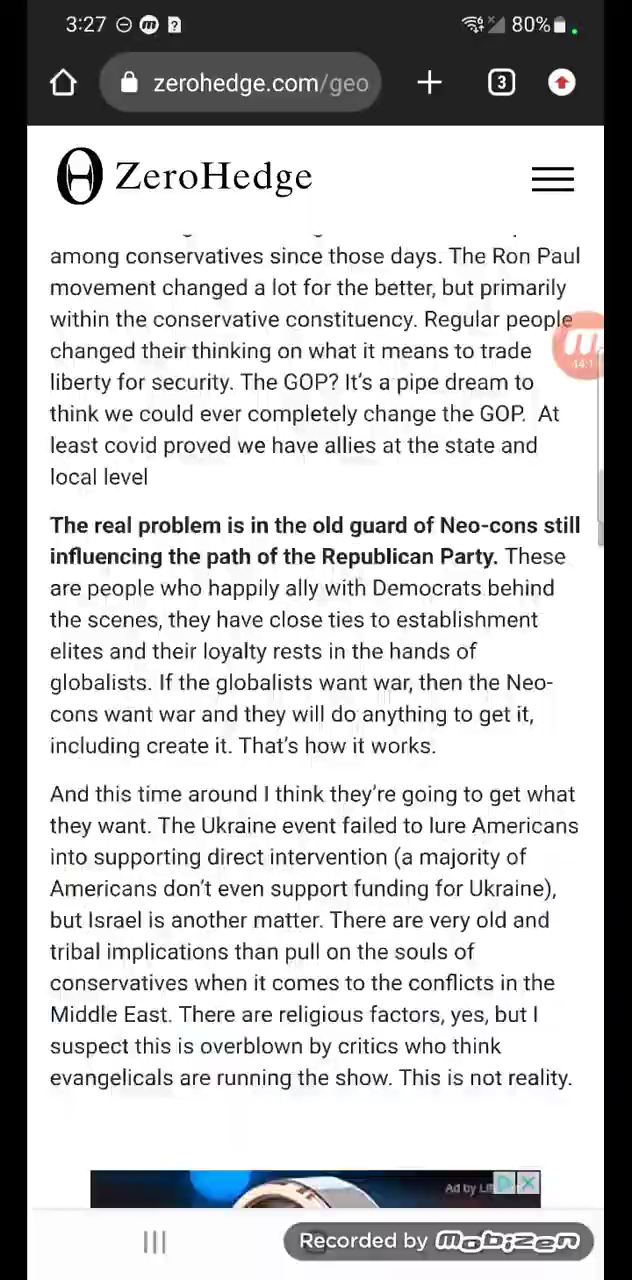 3:27 80%
zerohedge.com/geo
3
ZeroHedge
among conservatives since those days. The Ron Paul
movement changed a lot for the better, but primarily
within the conservative constituency. Regular people
changed their thinking on what it means to trade
liberty for security. The GOP? It's a pipe dream to
think we could ever completely change the GOP.  At
least covid proved we have allies at the state and
local level
The real problem is in the old guard of Neo-cons still
influencing the path of the Republican Party. These
are people who happily ally with Democrats behind
the scenes, they have close ties to establishment
elites and their loyalty rests in the hands of
globalists. If the globalists want war, then the Neo-
cons want war and they will do anything to get it,
including create it. That's how it works.
And this time around I think they're going to get what
they want. The Ukraine event failed to lure Americans
into supporting direct intervention (a majority of
Americans don't even support funding for Ukraine),
but Israel is another matter. There are very old and
tribal implications than pull on the souls of
conservatives when it comes to the conflicts in the
Middle East. There are religious factors, yes, but I
suspect this is overblown by critics who think
evangelicals are running the show. This is not reality.
Ad by
Recorded by mobizen